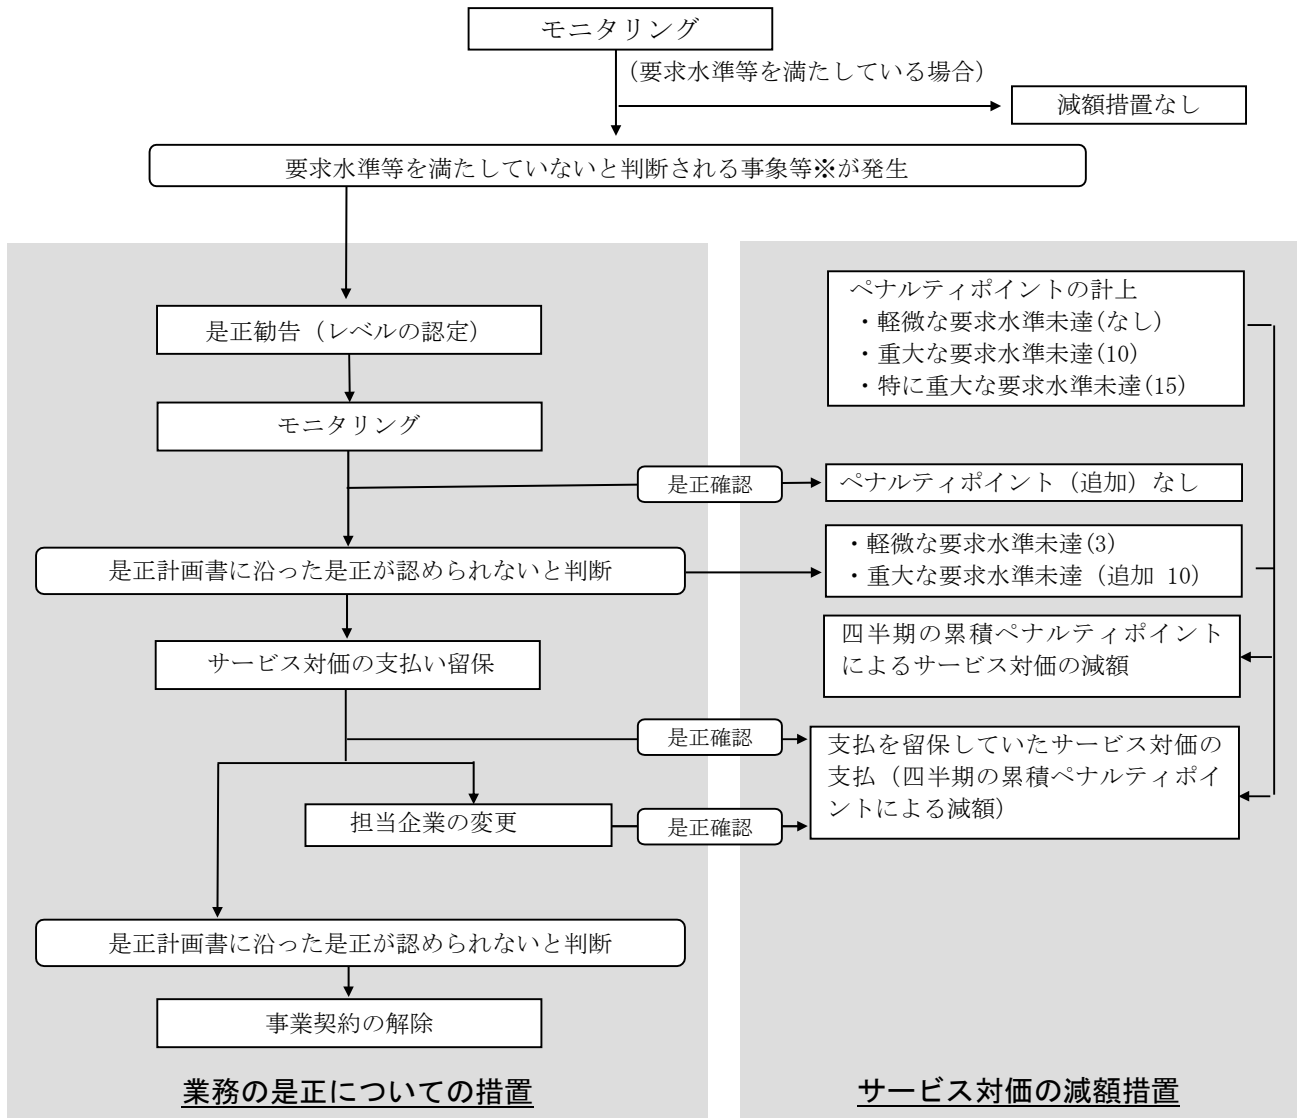 モニタリング
（要求水準等を満たしている場合）
減額措置なし
要求水準等を満たしていないと判断される事象等※が発生
是正勧告（レベルの認定）
モニタリング
是正計画書に沿った是正が認められないと判断
サービス対価の支払い留保
担当企業の変更
是正計画書に沿った是正が認められないと判断
事業契約の解除
業務の是正についての措置
是正確認
是正確認
是正確認
ペナルティポイントの計上
・軽微な要求水準未達(なし)
・重大な要求水準未達(10)
・特に重大な要求水準未達(15)
ペナルティポイント（追加）なし
・軽微な要求水準未達(3)
・重大な要求水準未達（追加 10）
四半期の累積ペナルティポイント
によるサービス対価の減額
支払を留保していたサービス対価の
支払（四半期の累積ペナルティポイ
ントによる減額）
サービス対価の減額措置